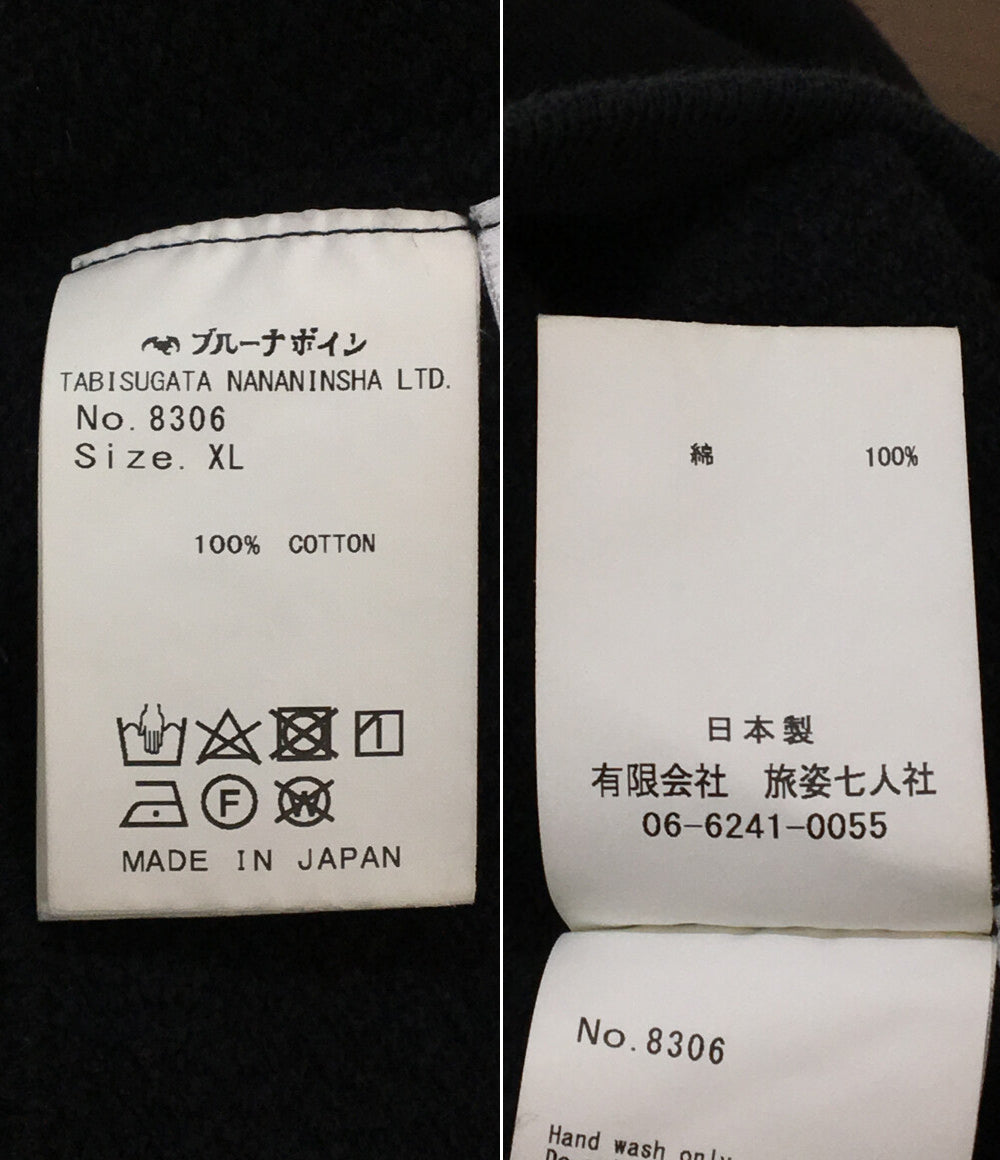 ブルーナボイン
TABISUGATA NANANINSHA LTD.
No. 8306
Size. XL
100% COTTON
F
W
MADE IN JAPAN
綿 100%
日本製
有限会社 旅姿七人社
06-6241-0055
No. 8306
Hand wash only